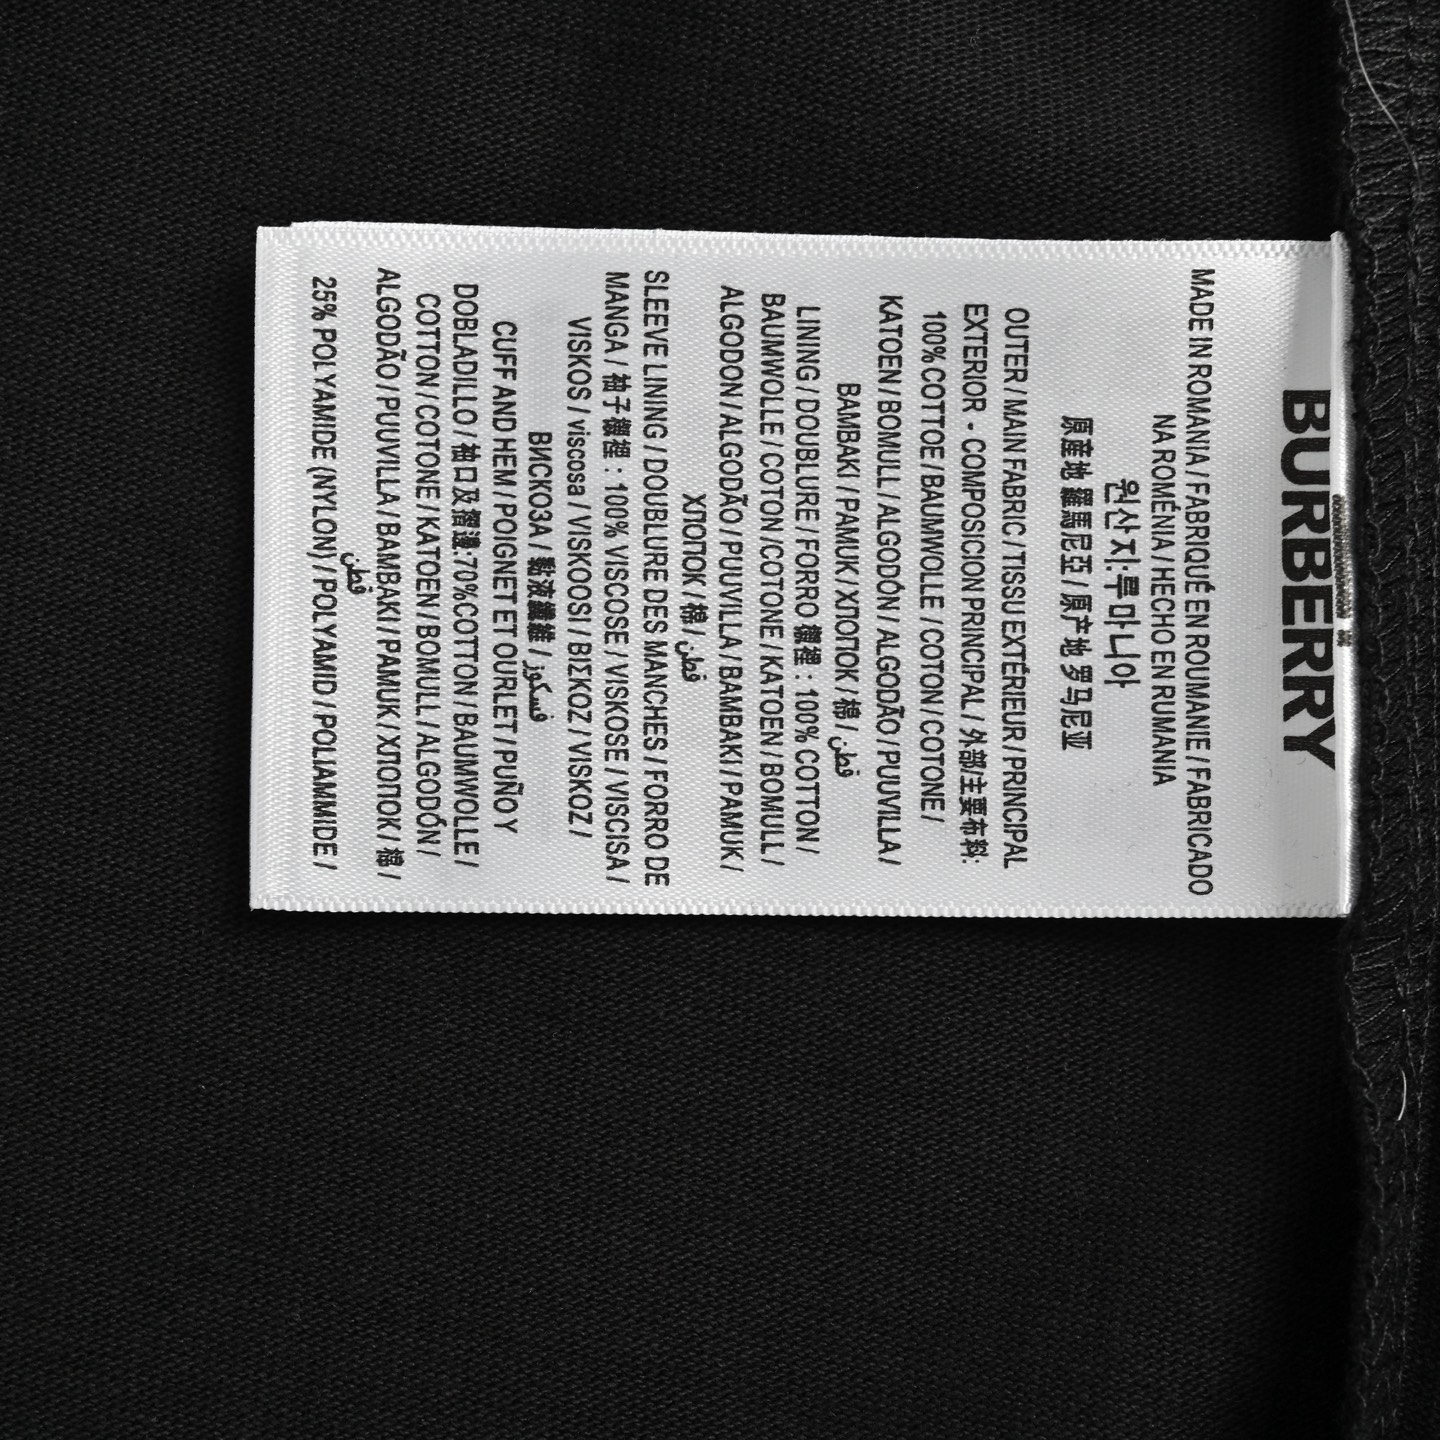 BURBERRY
MADE IN ROMANIA / FABRIQUÉ EN ROUMANIE / FABRICADO
NA ROMÉNIA / HECHO EN RUMANIA
원산지:루마니아
原產地 羅馬尼亞 / 原产地 罗马尼亚
OUTER / MAIN FABRIC / TISSU EXTÉRIEUR / PRINCIPAL
EXTERIOR - COMPOSICION PRINCIPAL / 外部/主要布料:
100% COTTOE / BAUMWOLLE / COTON / COTONE /
KATOEN / BOMULL / ALGODÓN / ALGODÃO / PUUVILLA /
BAMBAKI / PAMUK / ХПОПОК / 棉 / قطن
LINING / DOUBLURE / FORRO 襯裡 : 100% COTTON /
BAUMWOLLE / COTON / COTONE / KATOEN / BOMULL /
ALGODON / ALGODÃO / PUUVILLA / BAMBAKI / PAMUK /
ХПОПОК / 棉 / قطن
SLEEVE LINING / DOUBLURE DES MANCHES / FORRO DE
MANGA / 袖子襯裡 : 100% VISCOSE / VISKOSE / VISCISA /
VISKOS / viscosa / VISKOOSI / ΒΙΣΚΟΖ / VISKOZ /
ВИСКОЗА / 黏液纖維 / فسكوز
CUFF AND HEM / POIGNET ET OURLET / PUÑO Y
DOBLADILLO / 袖口及褶邊: 70%COTTON / BAUMWOLLE /
COTTON / COTONE / KATOEN / BOMULL / ALGODÓN /
ALGODÃO / PUUVILLA / BAMBAKI / PAMUK / ХПОПОК / 棉 /
قطن
25% POLYAMIDE (NYLON) / POLYAMID / POLIAMMIDE /